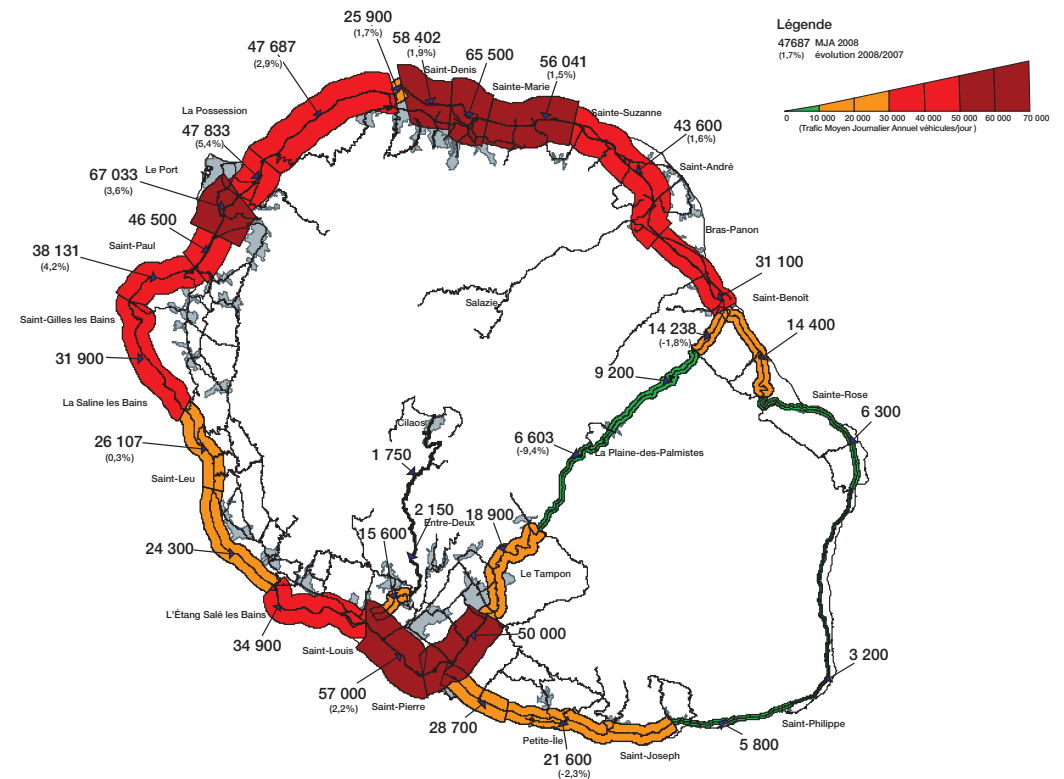 25 900
(1,7%)
58 402
(1,9%)
47 687
(2,9%)
65 500
56 041
(1,5%)
Saint-Denis
Sainte-Marie
Sainte-Suzanne
Légende
47687 MJA 2008
(1,7%) évolution 2008/2007
0 10 000 20 000 30 000 40 000 50 000 60 000 70 000
(Trafic Moyen Journalier Annuel véhicules/jour )
La Possession
47 833
(5,4%)
43 600
(1,6%)
Saint-André
Le Port
67 033
(3,6%)
46 500
Saint-Paul
38 131
(4,2%)
Bras-Panon
31 100
Saint-Benoît
Salazie
Saint-Gilles les Bains
14 238
(-1,8%)
14 400
31 900
9 200
La Saline les Bains
Sainte-Rose
6 300
Cilaos
26 107
(0,3%)
6 603
(-9,4%)
La Plaine-des-Palmistes
1 750
Saint-Leu
2 150
18 900
Entre-Deux
15 600
24 300
Le Tampon
L'Étang Salé les Bains
34 900
Saint-Louis
50 000
3 200
57 000
(2,2%)
Saint-Pierre
28 700
Saint-Philippe
5 800
Petite-Île
21 600
(-2,3%)
Saint-Joseph